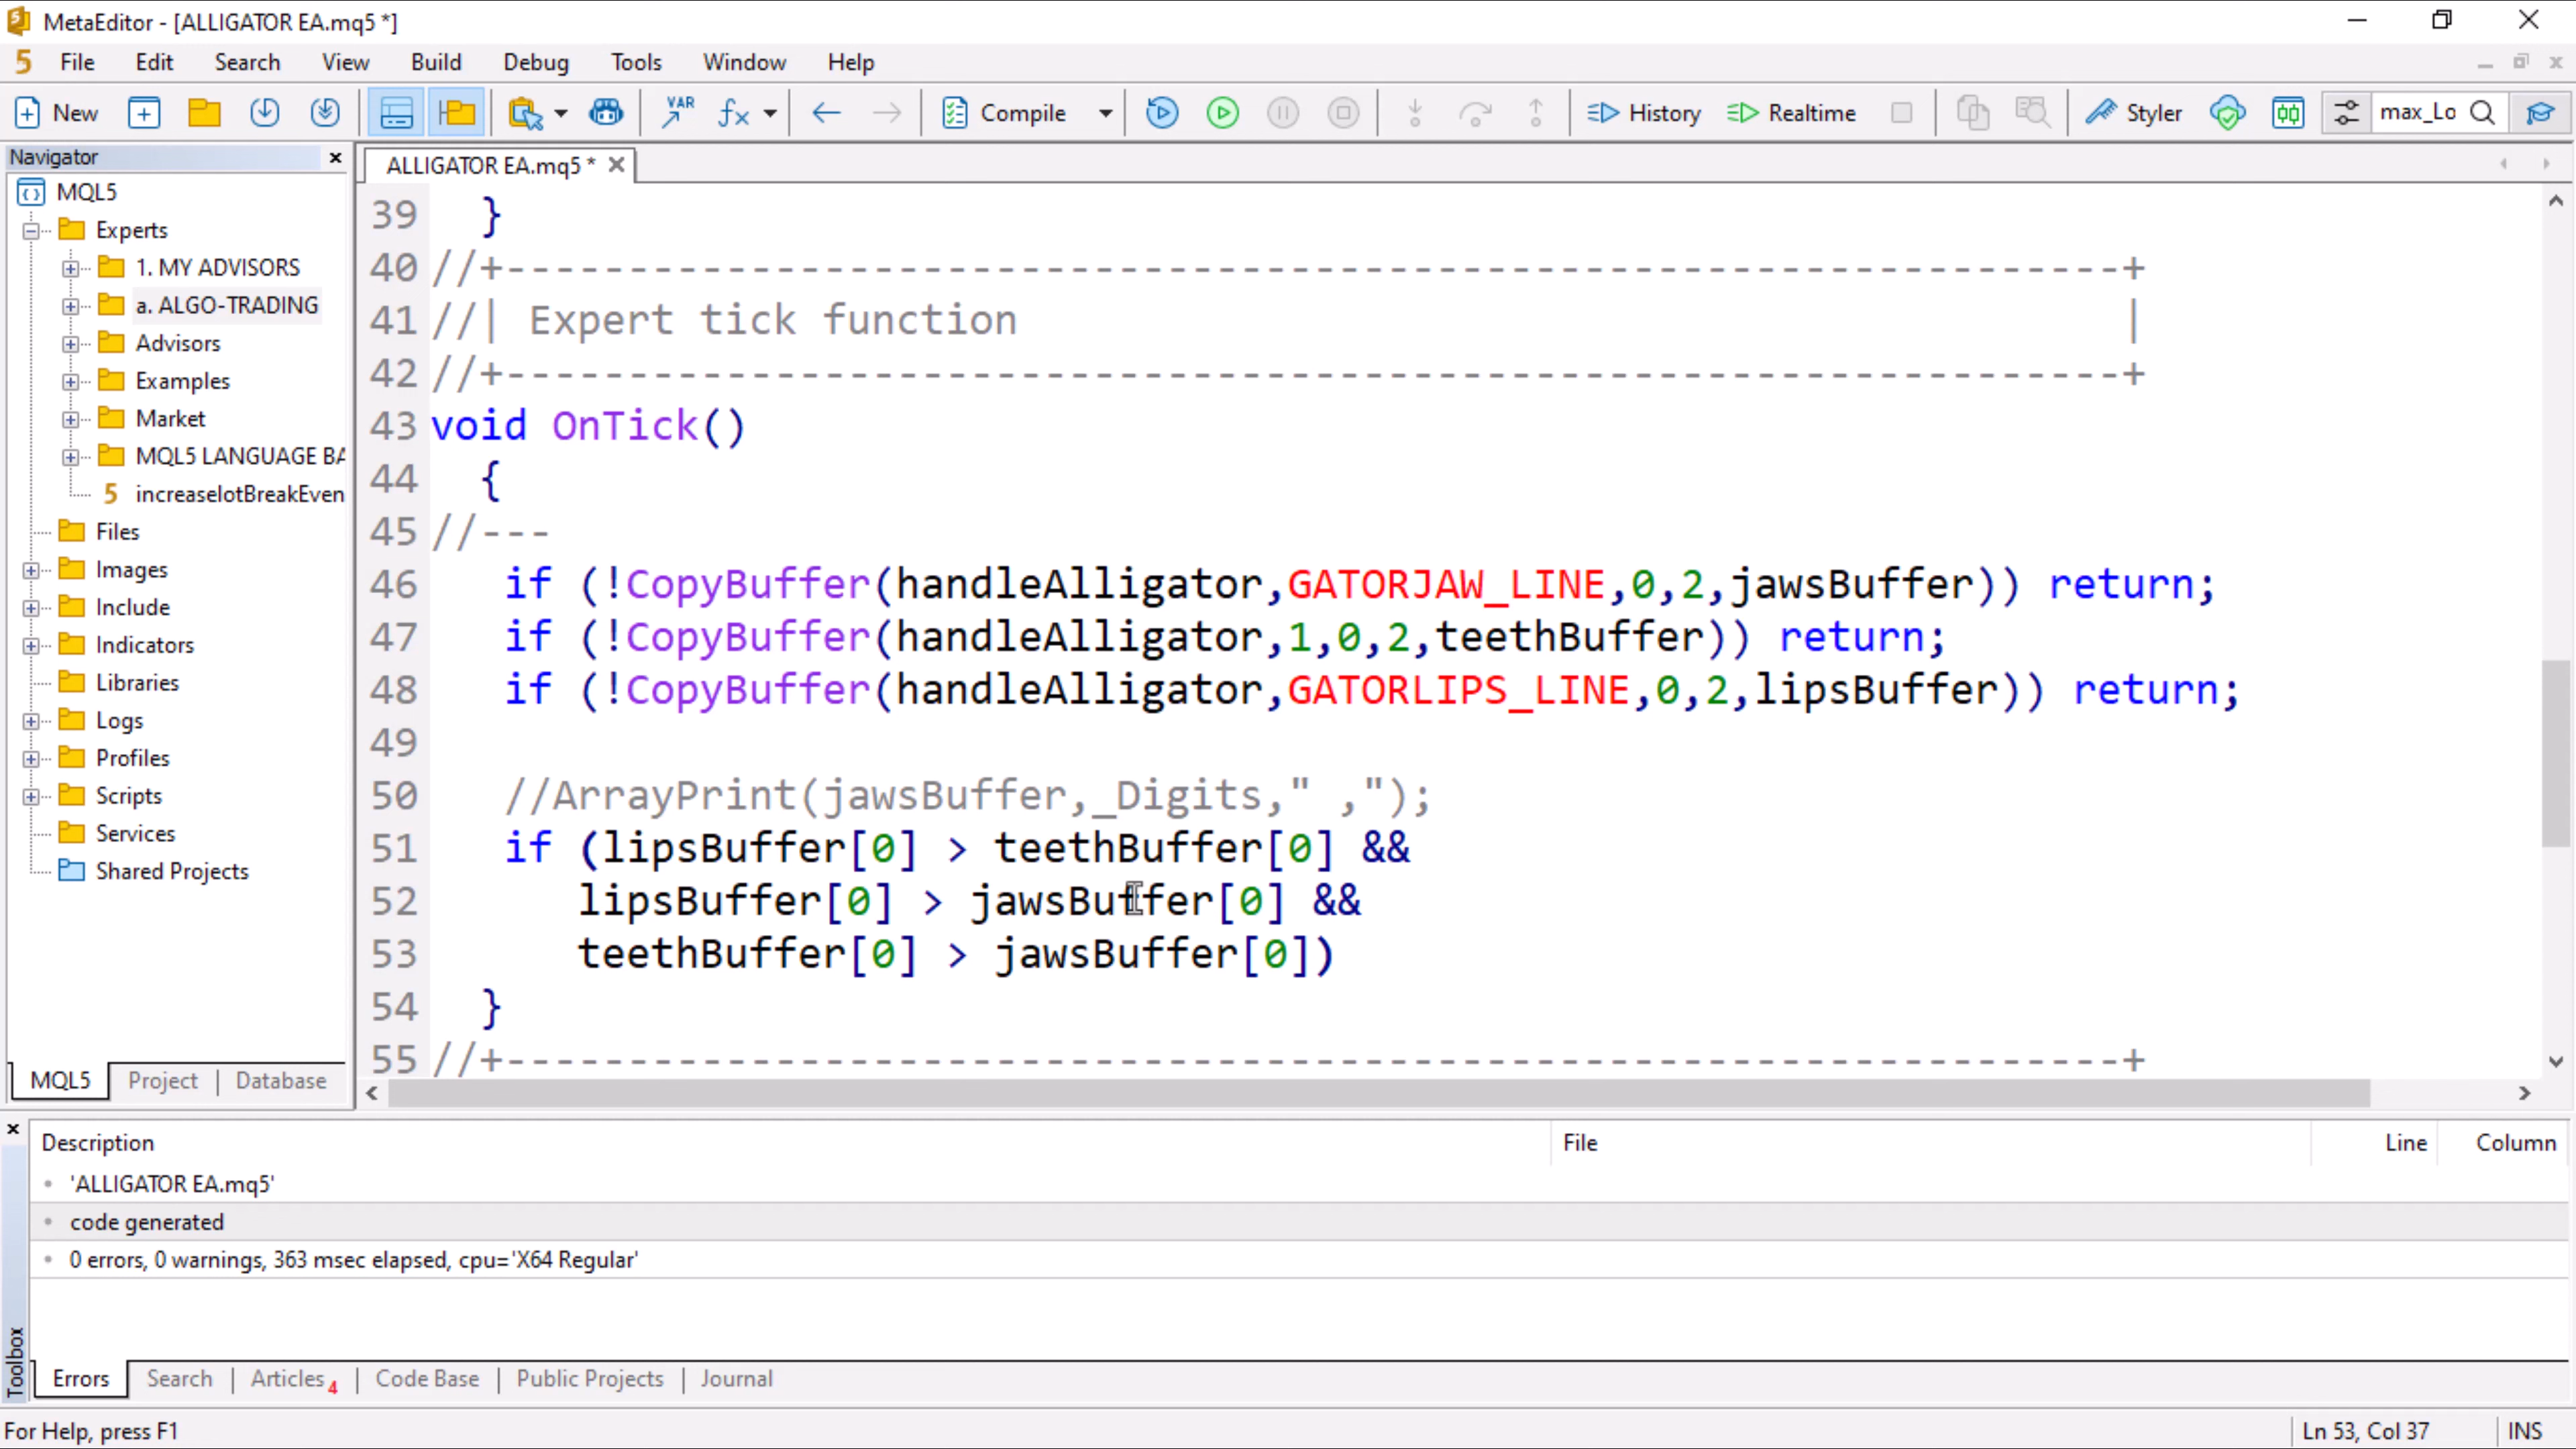 MetaEditor - [ALLIGATOR EA.mq5 *]
5 File Edit Search View Build Debug Tools Window Help
New VAR fx Compile History Realtime Styler max_Lo
Navigator
MQL5
Experts
1. MY ADVISORS
a. ALGO-TRADING
Advisors
Examples
Market
MQL5 LANGUAGE BA
5 increaselotBreakEven
Files
Images
Include
Indicators
Libraries
Logs
Profiles
Scripts
Services
Shared Projects
MQL5 Project Database
ALLIGATOR EA.mq5 *
39 }
40 //+------------------------------------------------------------------+
41 //| Expert tick function |
42 //+------------------------------------------------------------------+
43 void OnTick()
44 {
45 //---
46 if (!CopyBuffer(handleAlligator,GATORJAW_LINE,0,2,jawsBuffer)) return;
47 if (!CopyBuffer(handleAlligator,1,0,2,teethBuffer)) return;
48 if (!CopyBuffer(handleAlligator,GATORLIPS_LINE,0,2,lipsBuffer)) return;
49
50 //ArrayPrint(jawsBuffer,_Digits," ,");
51 if (lipsBuffer[0] > teethBuffer[0] &&
52 lipsBuffer[0] > jawsBuffer[0] &&
53 teethBuffer[0] > jawsBuffer[0])
54 }
55 //+------------------------------------------------------------------+
Description File Line Column
'ALLIGATOR EA.mq5'
code generated
0 errors, 0 warnings, 363 msec elapsed, cpu='X64 Regular'
Toolbox
Errors Search Articles 4 Code Base Public Projects Journal
For Help, press F1 Ln 53, Col 37 INS